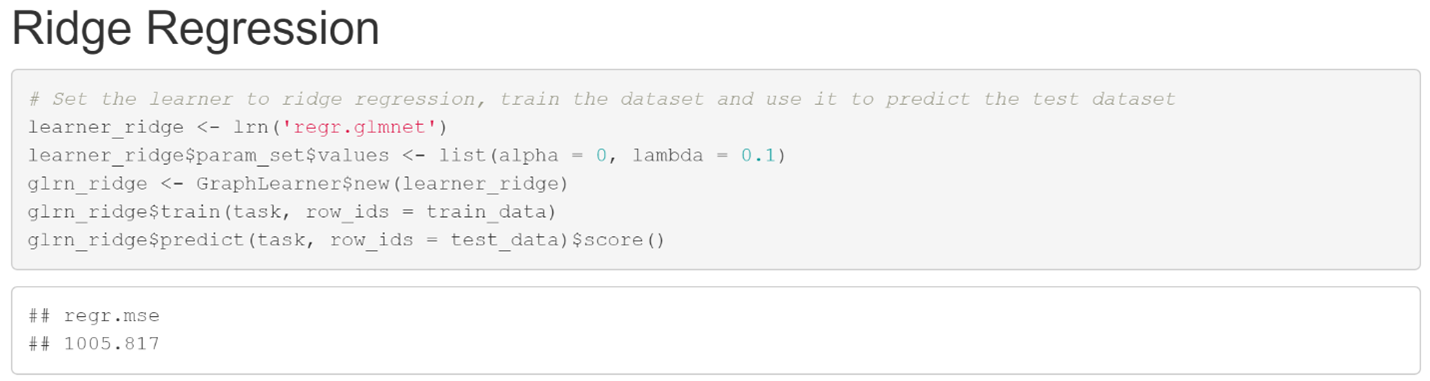 Ridge Regression
# Set the learner to ridge regression, train the dataset and use it to predict the test dataset
learner_ridge <- lrn('regr.glmnet')
learner_ridge$param_set$values <- list(alpha = 0, lambda = 0.1)
glrn_ridge <- GraphLearner$new(learner_ridge)
glrn_ridge$train(task, row_ids = train_data)
glrn_ridge$predict(task, row_ids = test_data)$score()
## regr.mse
## 1005.817